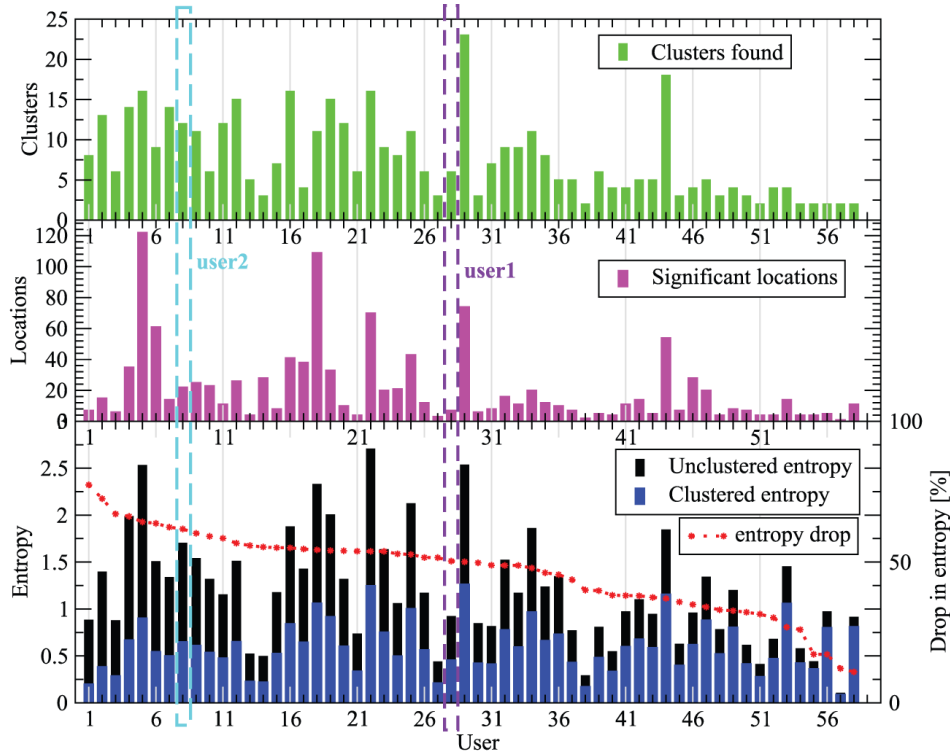 25
20
15
10
5
0
Clusters
Clusters found
1 6 11 16 21 26 31 36 41 46 51 56
120
100
80
60
40
20
0
Locations
user2
user1
Significant locations
1 11 21 31 41 51
2.5
2
1.5
1
0.5
0
Entropy
Unclustered entropy
Clustered entropy
entropy drop
100
50
0
Drop in entropy [%]
1 6 11 16 21 26 31 36 41 46 51 56
User